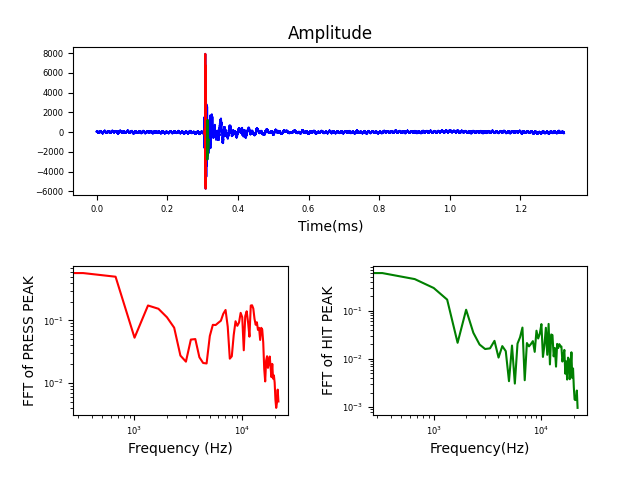 Amplitude
8000
6000
4000
2000
0
−2000
−4000
−6000
0.0 0.2 0.4 0.6 0.8 1.0 1.2
Time(ms)
FFT of PRESS PEAK
10⁻¹
10⁻²
10³ 10⁴
Frequency (Hz)
FFT of HIT PEAK
10⁻¹
10⁻²
10⁻³
10³ 10⁴
Frequency(Hz)